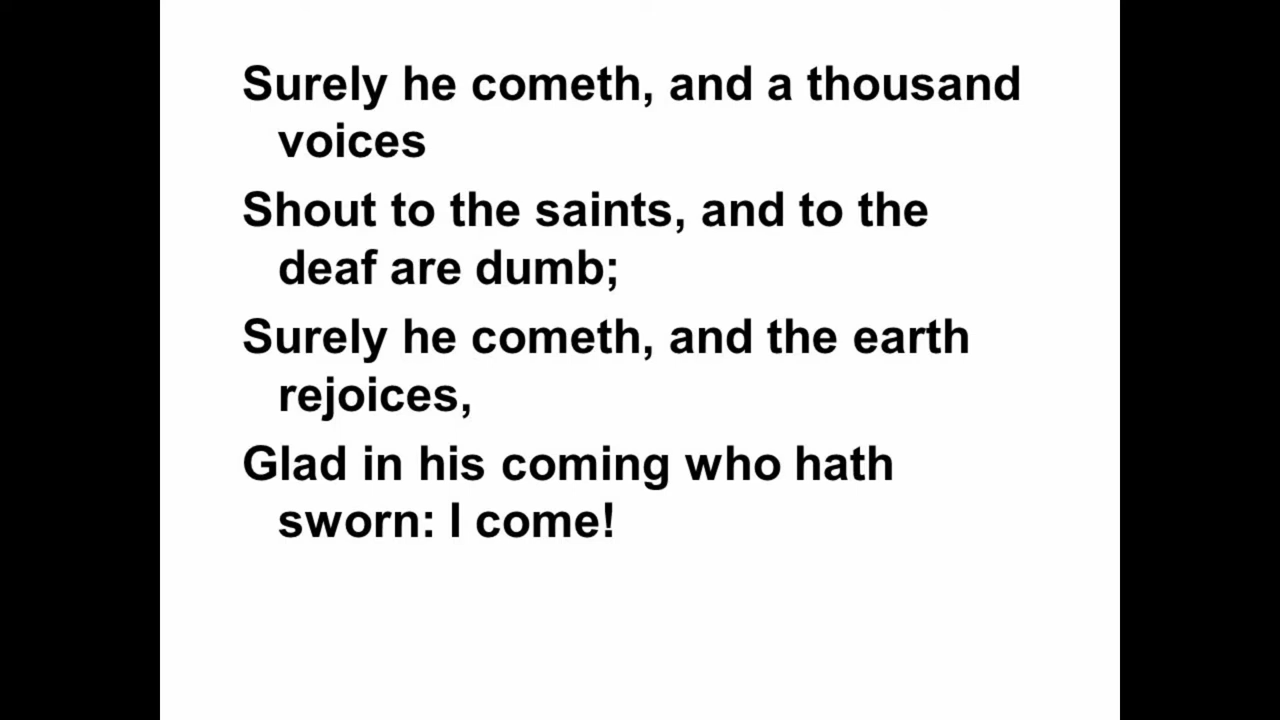 Surely he cometh, and a thousand
voices
Shout to the saints, and to the
deaf are dumb;
Surely he cometh, and the earth
rejoices,
Glad in his coming who hath
sworn: I come!